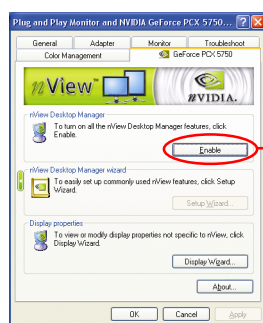 Plug and Play Monitor and NVIDIA GeForce PCX 5750...
General
Adapter
Monitor
Troubleshoot
Color Management
GeForce PCX 5750
nView™
NVIDIA.
nView Desktop Manager
To turn on all the nView Desktop Manager features, click
Enable.
Enable
nView Desktop Manager wizard
To easily set up commonly used nView features, click Setup
Wizard.
Setup Wizard...
Display properties
To view or modify display properties not specific to nView, click
Display Wizard.
Display Wizard...
About...
OK
Cancel
Apply